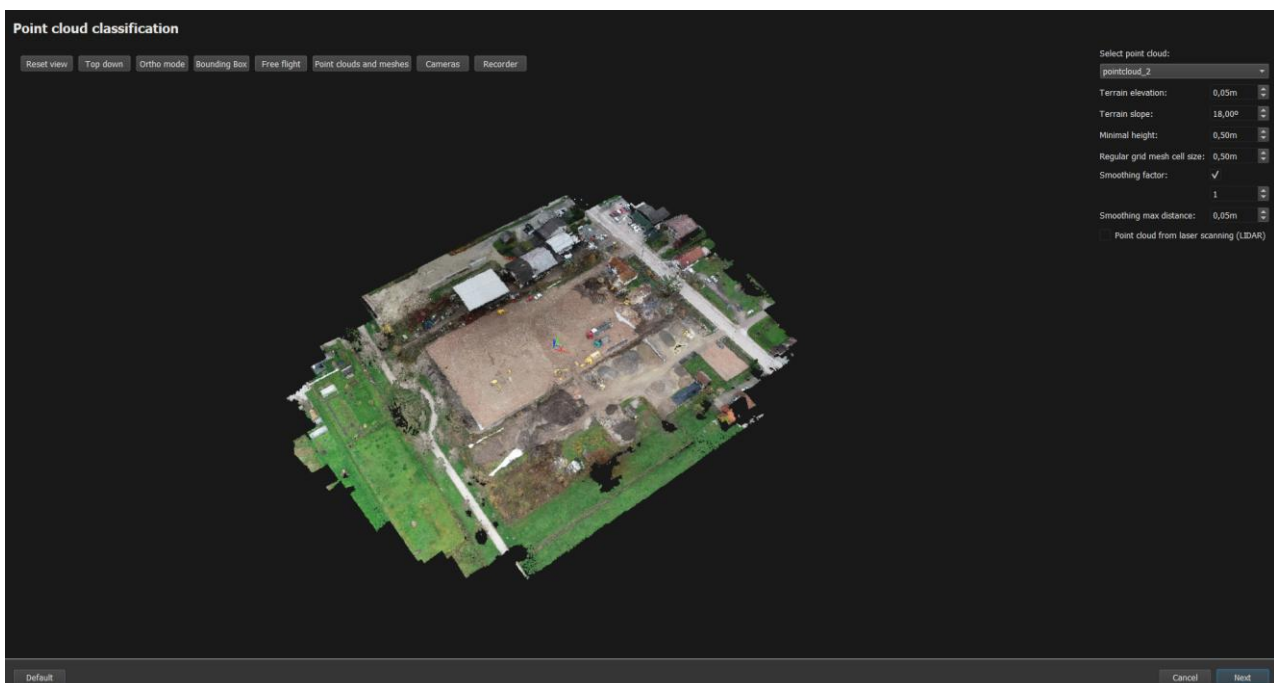 Point cloud classification
Reset view Top down Ortho mode Bounding Box Free flight Point clouds and meshes Cameras Recorder
Select point cloud:
pointcloud_2
Terrain elevation: 0,05m
Terrain slope: 18,00º
Minimal height: 0,50m
Regular grid mesh cell size: 0,50m
Smoothing factor:
1
Smoothing max distance: 0,05m
Point cloud from laser scanning (LIDAR)
Default Cancel Next